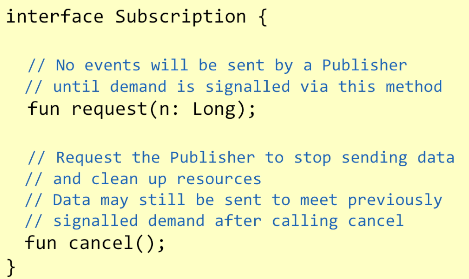 interface Subscription {
// No events will be sent by a Publisher
// until demand is signalled via this method
fun request(n: Long);
// Request the Publisher to stop sending data
// and clean up resources
// Data may still be sent to meet previously
// signalled demand after calling cancel
fun cancel();
}